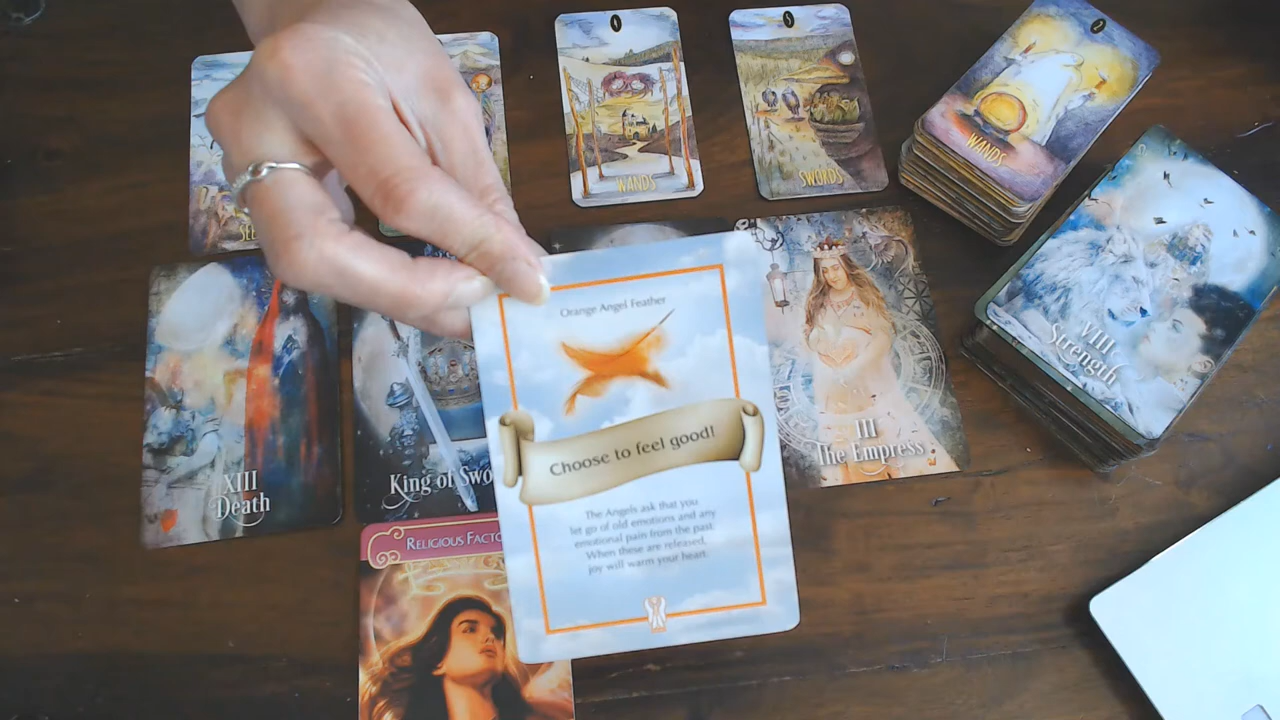 WANDS
SWORDS
WANDS
VIII
Strength
Orange Angel Feather
Choose to feel good!
The Angels ask that you
let go of old emotions and any
emotional pain from the past.
When these are released,
joy will warm your heart.
III
The Empress
XIII
Death
King of Swo
RELIGIOUS FACTO